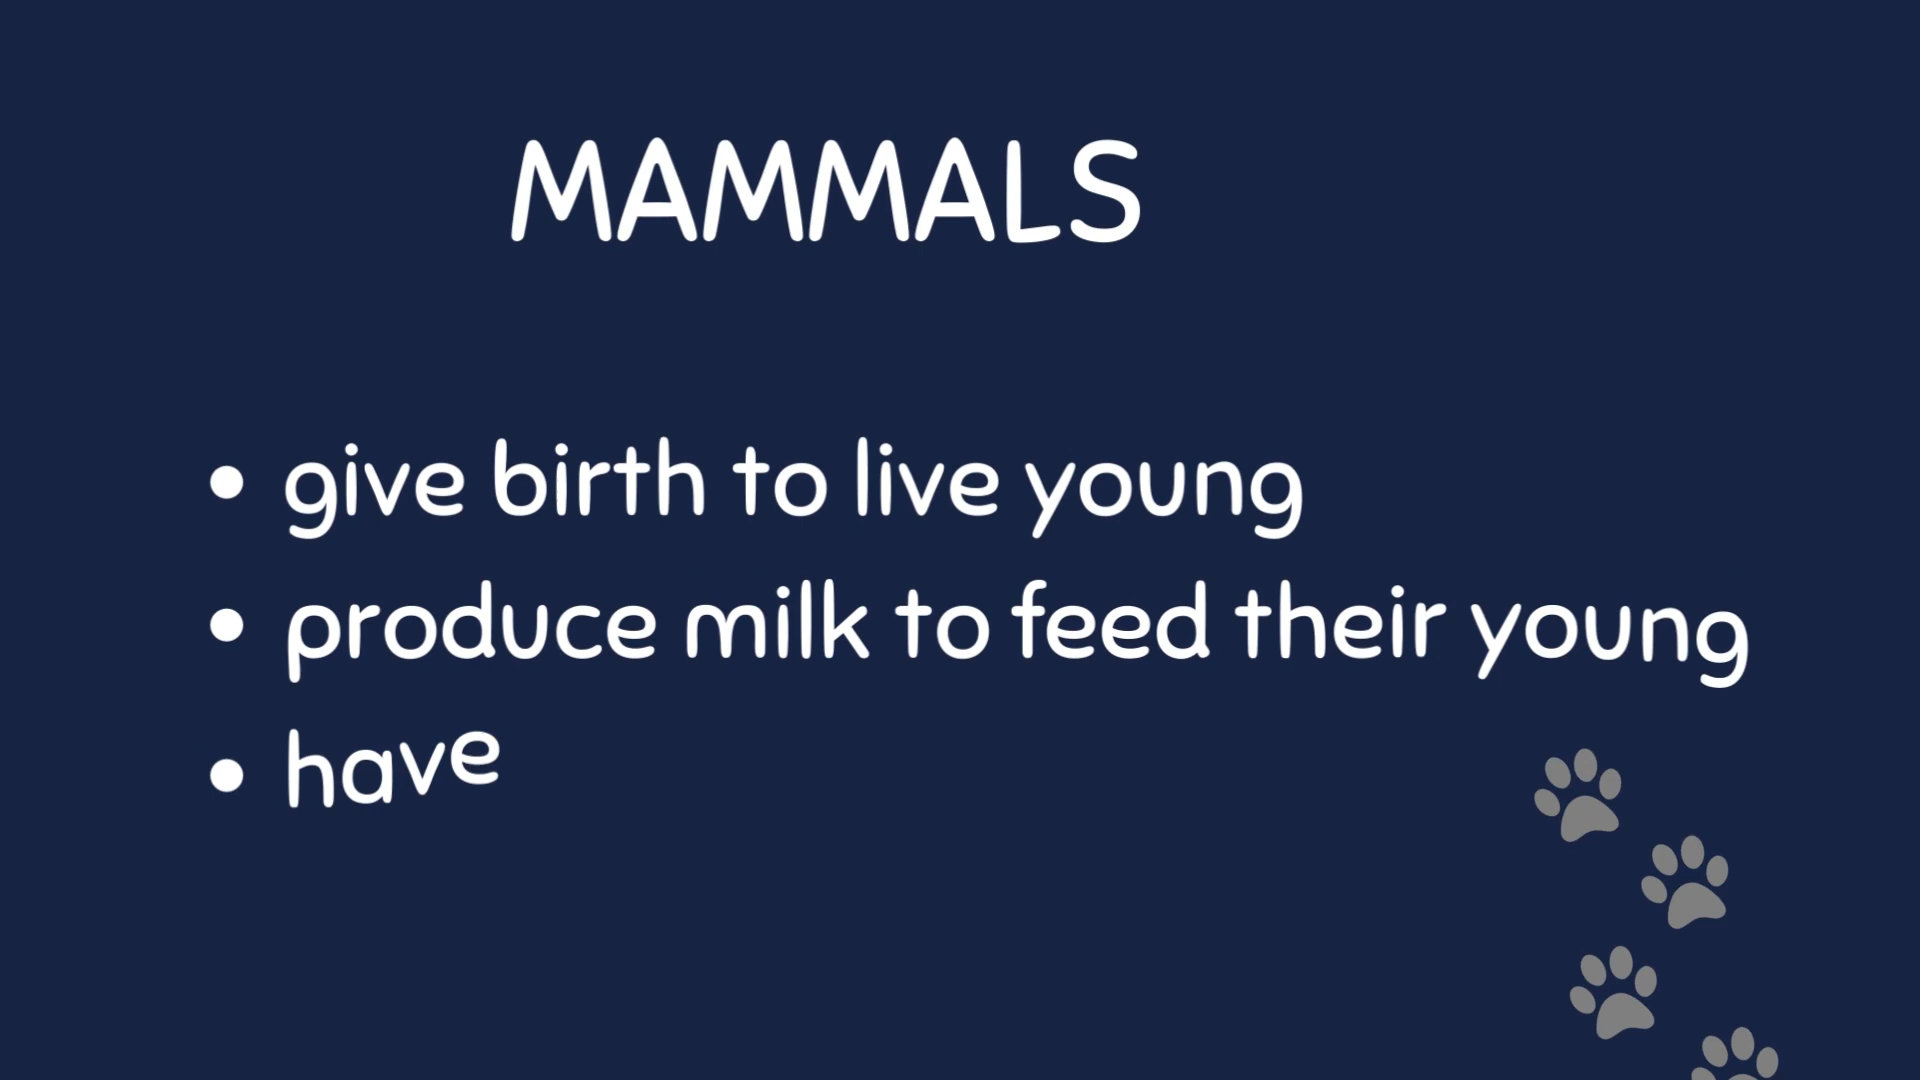 MAMMALS
• give birth to live young
• produce milk to feed their young
• have